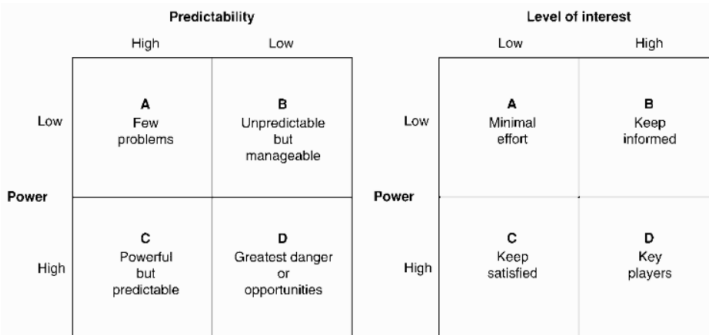 Predictability
High
Low
Power
Low
High
A
Few
problems
B
Unpredictable
but
manageable
C
Powerful
but
predictable
D
Greatest danger
or
opportunities
Level of interest
Low
High
Power
Low
High
A
Minimal
effort
B
Keep
informed
C
Keep
satisfied
D
Key
players